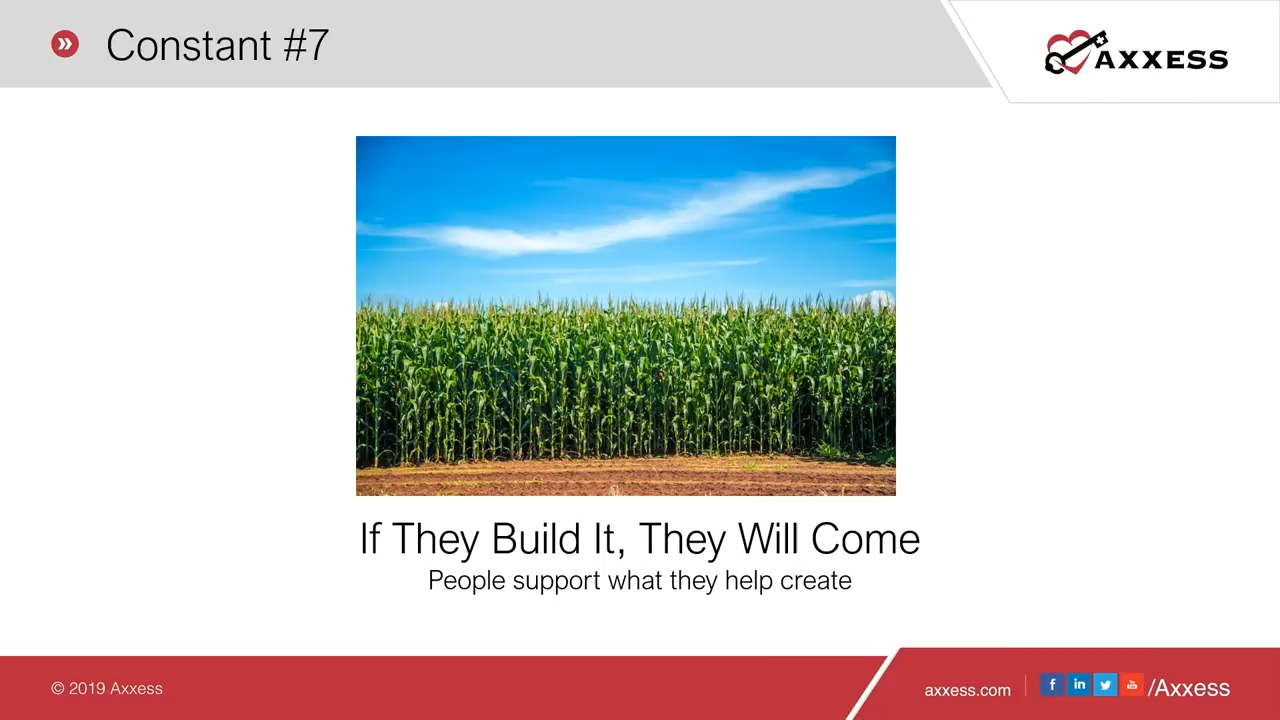 Constant #7
AXXESS
If They Build It, They Will Come
People support what they help create
© 2019 Axxess
axxess.com
/Axxess